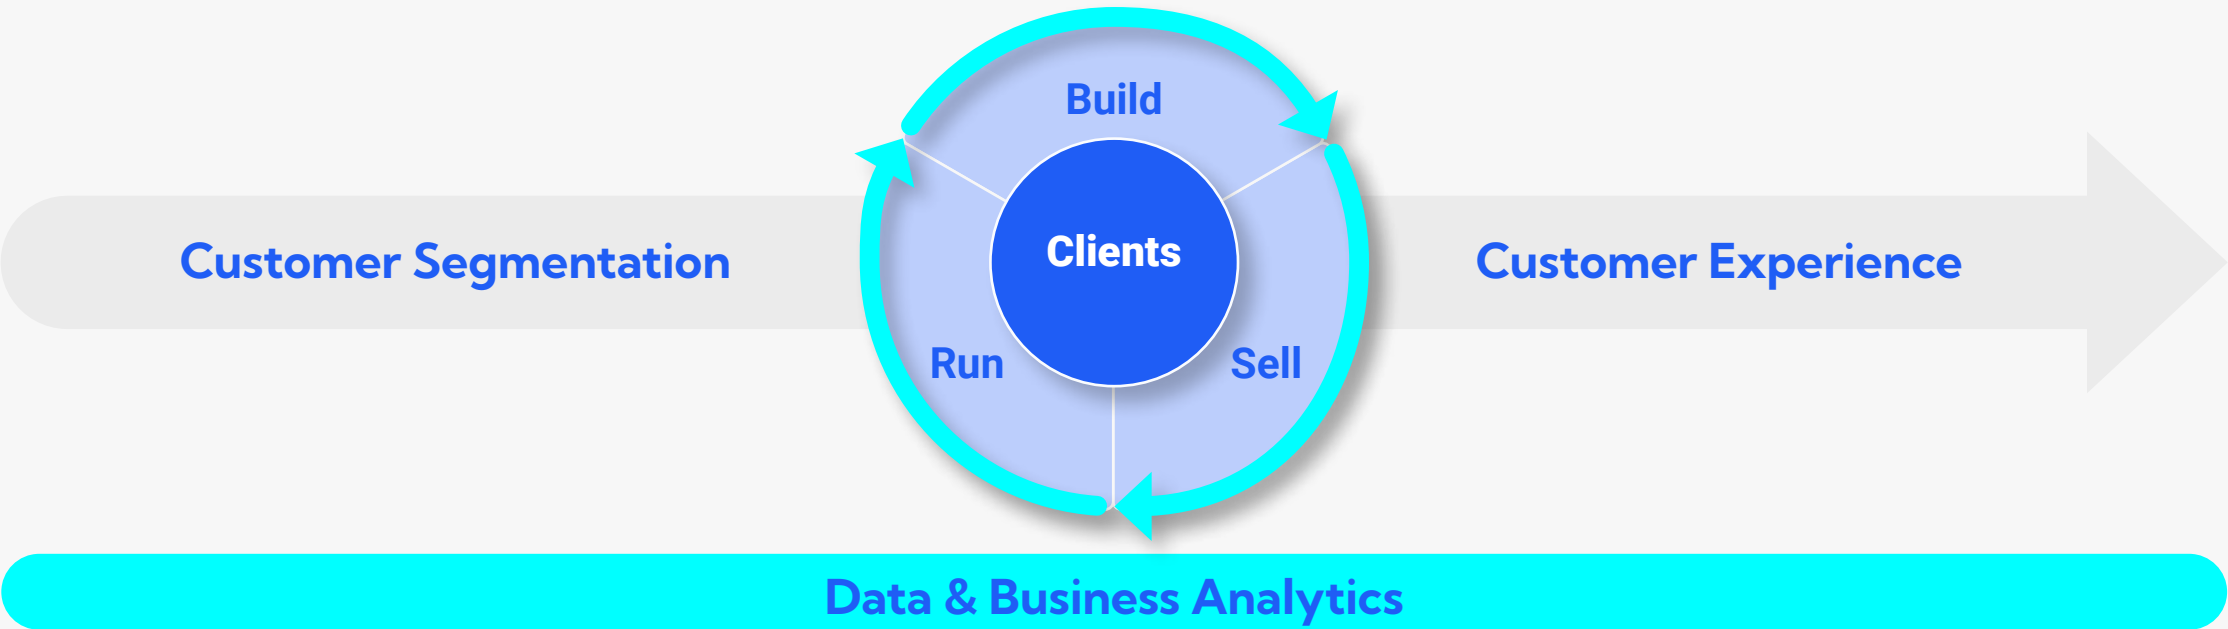 Build
Customer Segmentation
Clients
Customer Experience
Run
Sell
Data & Business Analytics